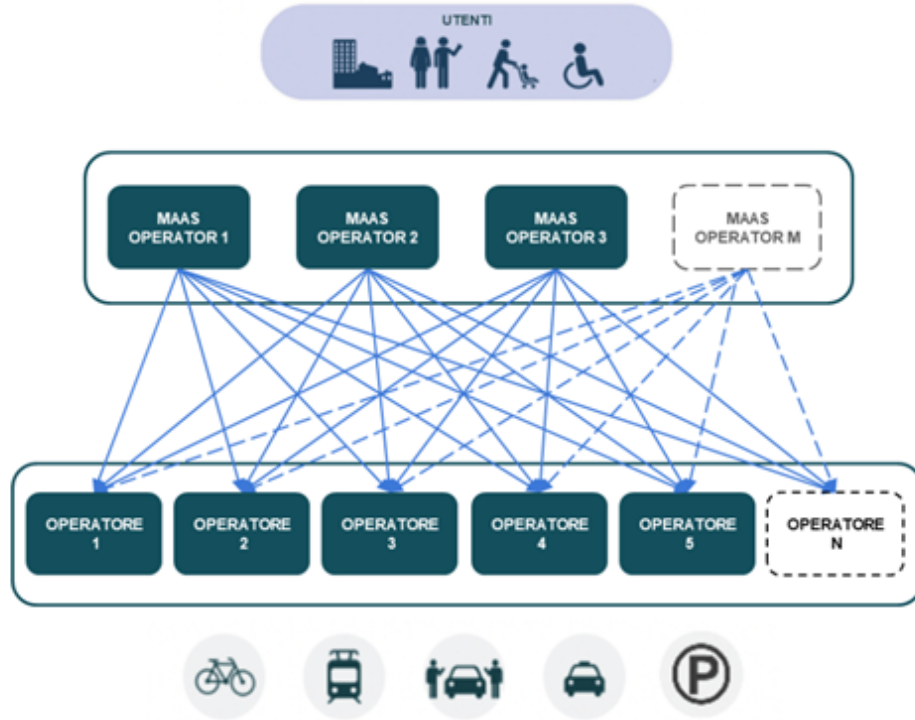 UTENTI
MAAS
OPERATOR 1
MAAS
OPERATOR 2
MAAS
OPERATOR 3
MAAS
OPERATOR M
OPERATORE
1
OPERATORE
2
OPERATORE
3
OPERATORE
4
OPERATORE
5
OPERATORE
N
P